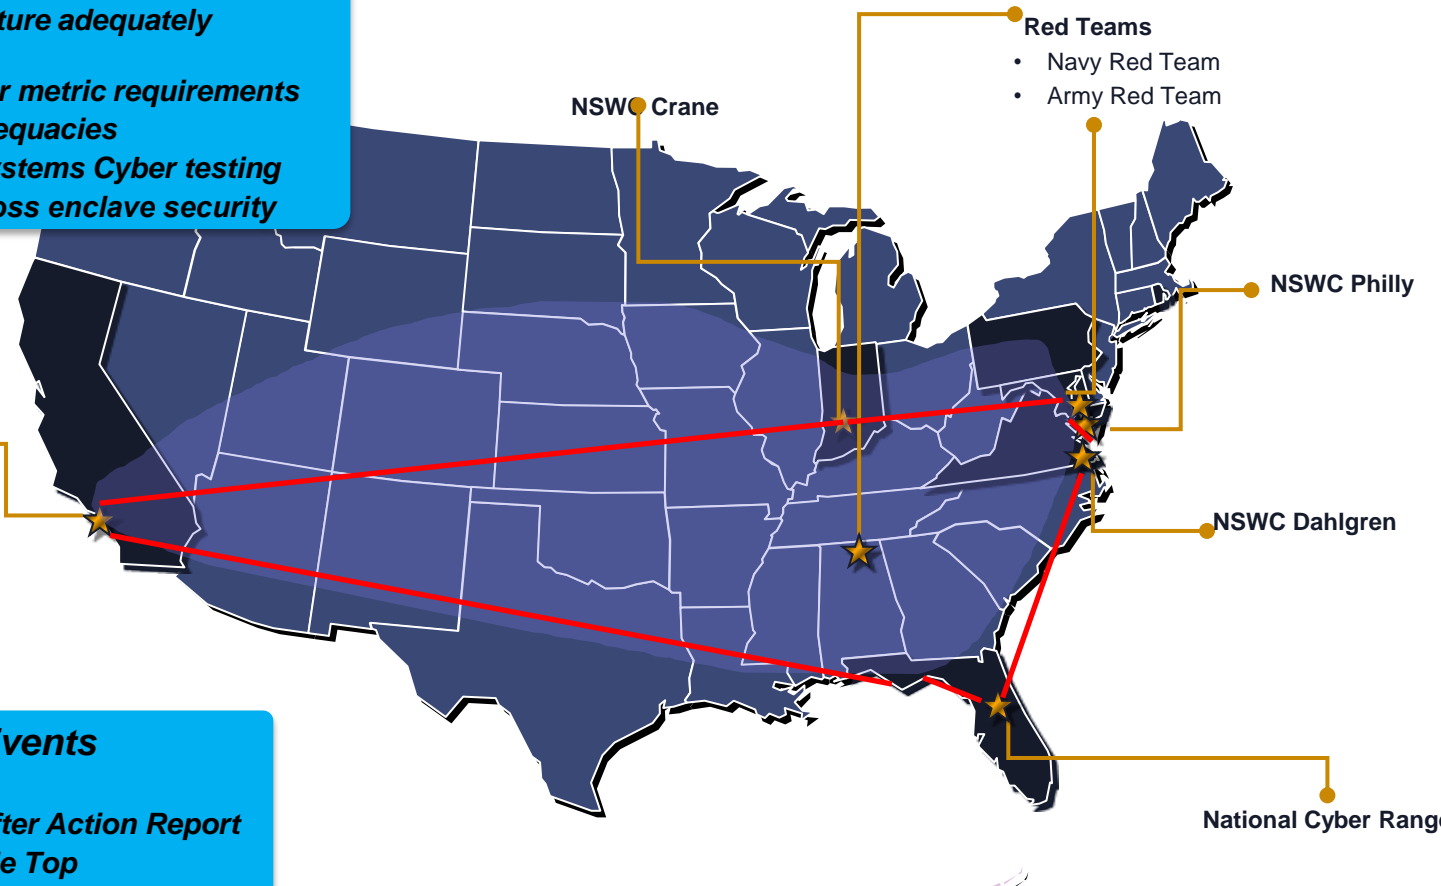 ture adequately
r metric requirements
equacies
stems Cyber testing
oss enclave security
Red Teams
• Navy Red Team
• Army Red Team
NSWC Crane
NSWC Philly
NSWC Dahlgren
National Cyber Range
vents
fter Action Report
e Top